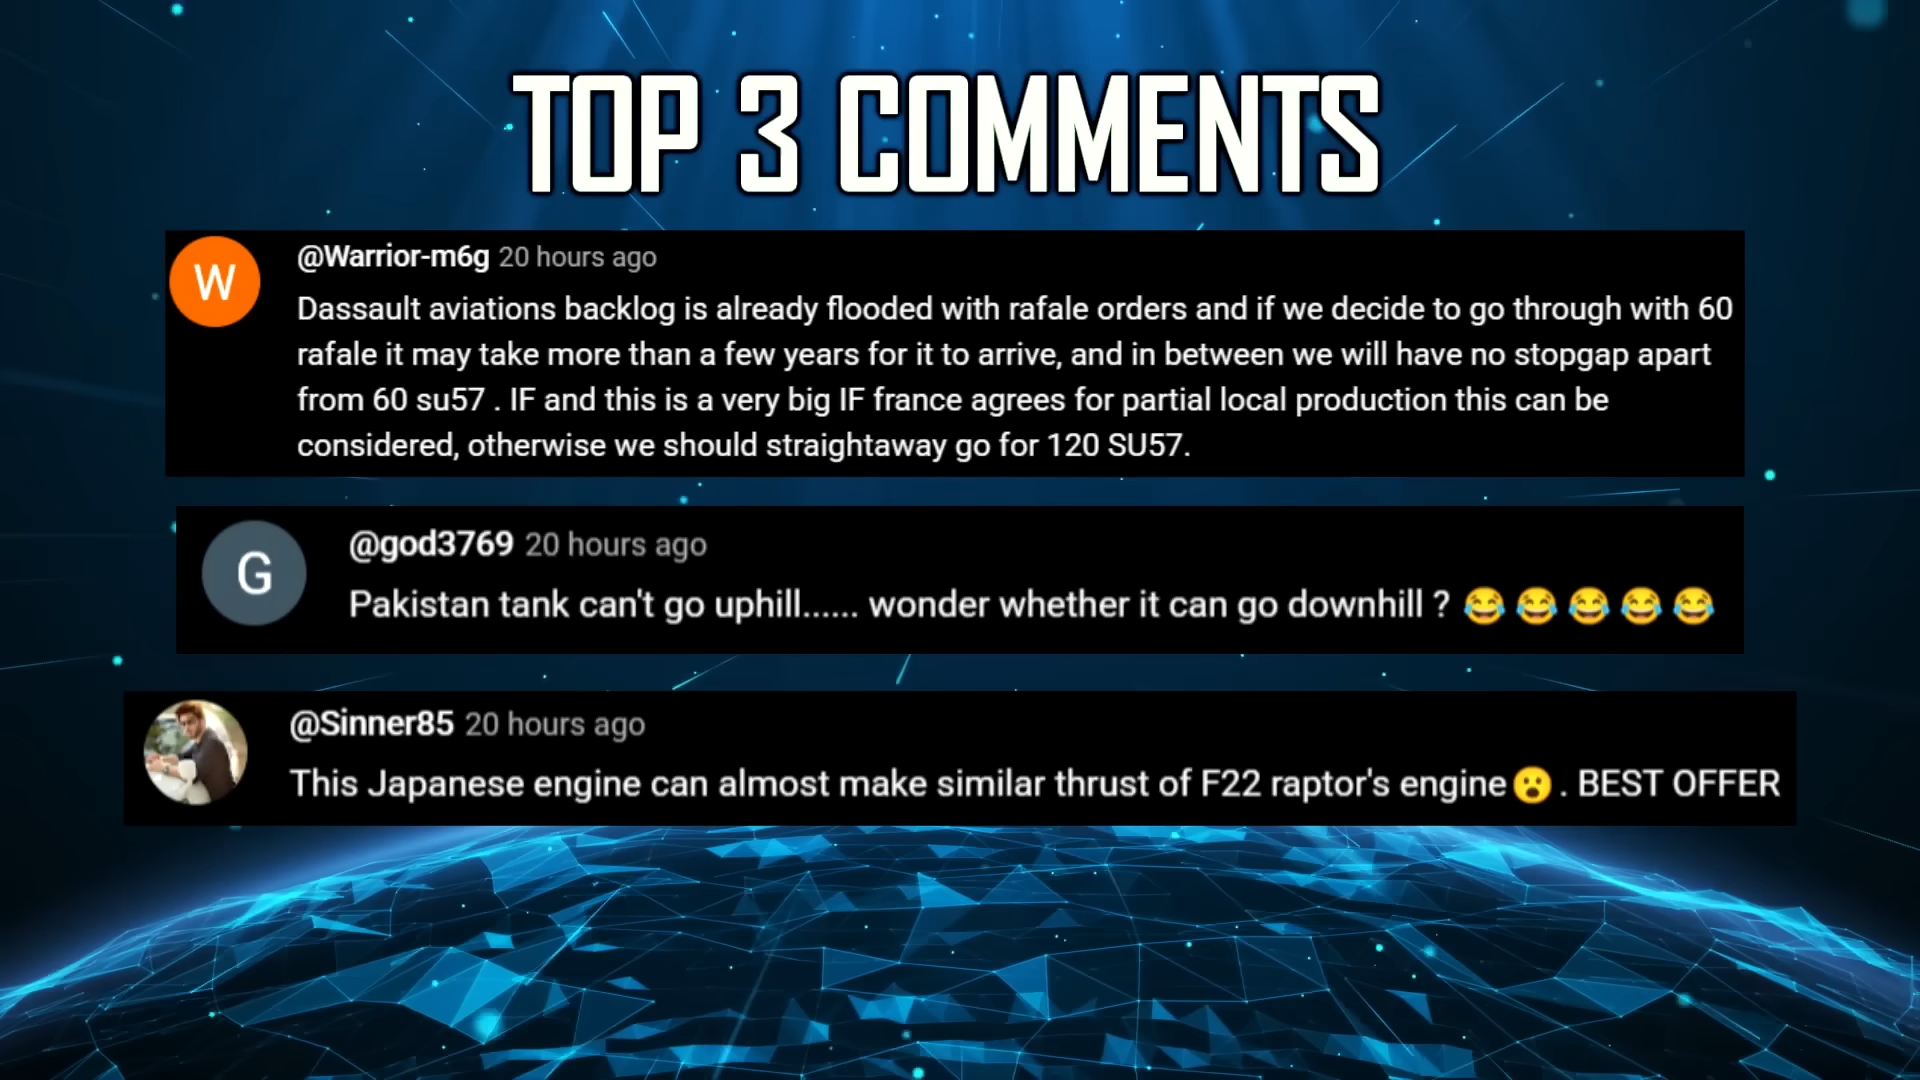 TOP 3 COMMENTS
W
@Warrior-m6g 20 hours ago
Dassault aviations backlog is already flooded with rafale orders and if we decide to go through with 60
rafale it may take more than a few years for it to arrive, and in between we will have no stopgap apart
from 60 su57 . IF and this is a very big IF france agrees for partial local production this can be
considered, otherwise we should straightaway go for 120 SU57.
G
@god3769 20 hours ago
Pakistan tank can't go uphill...... wonder whether it can go downhill ? 😂😂😂😂😂
@Sinner85 20 hours ago
This Japanese engine can almost make similar thrust of F22 raptor's engine😮. BEST OFFER